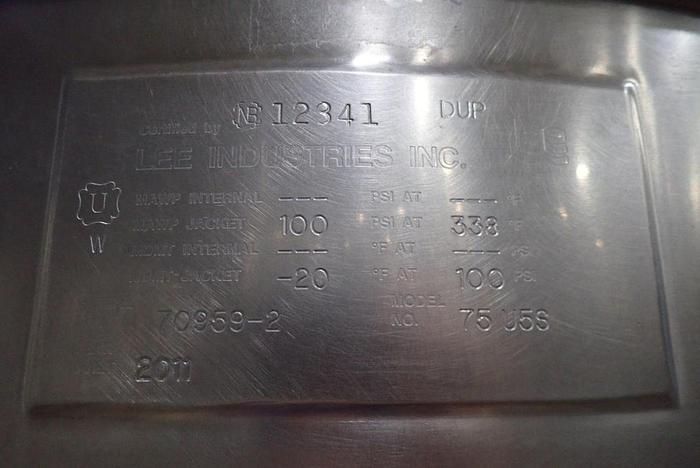 NB 12341 DUP
Certified by
LEE INDUSTRIES INC.
U
W
MAWP INTERNAL --- PSI AT --- °F
MAWP JACKET 100 PSI AT 338 °F
MDMT INTERNAL --- °F AT --- PSI
MDMT-JACKET -20 °F AT 100 PSI
70959-2 MODEL NO. 75 U5S
2011